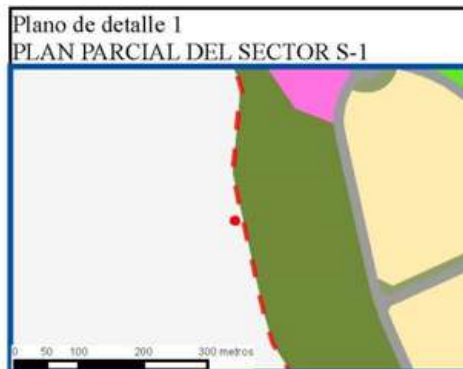 Plano de detalle 1
PLAN PARCIAL DEL SECTOR S-1
0 50 100 200 300 metros